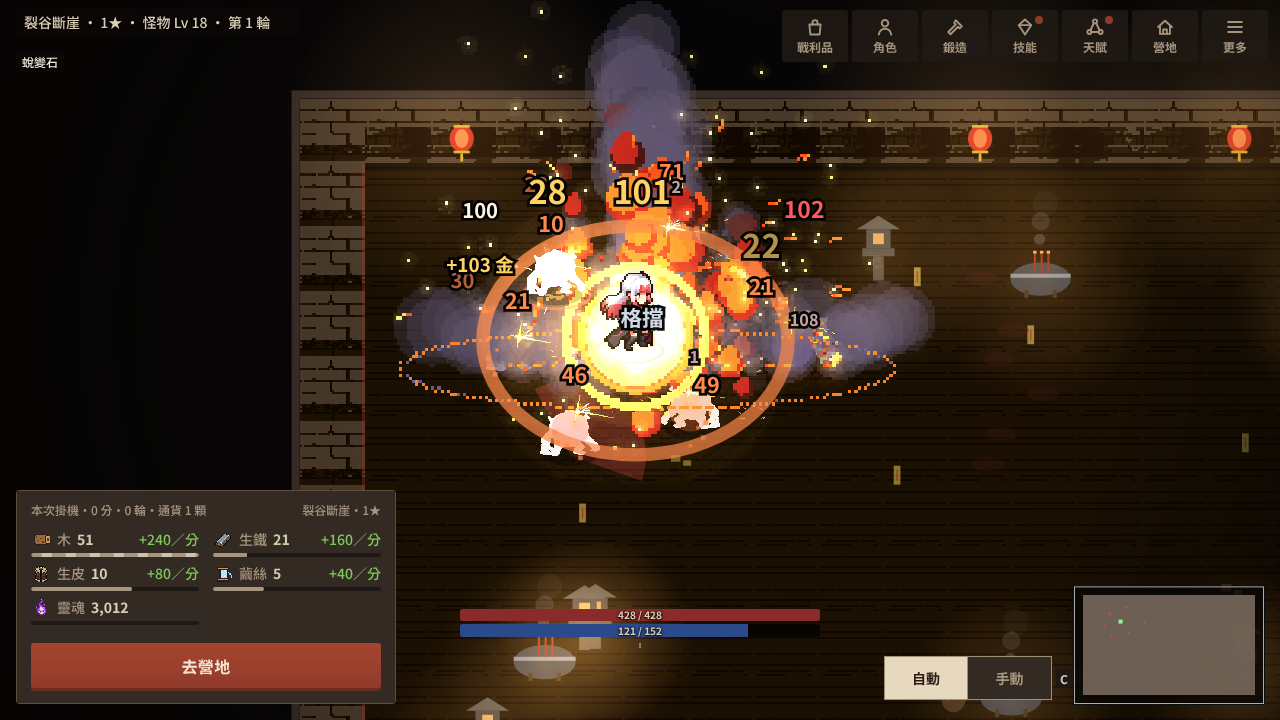 裂谷斷崖 · 1★ · 怪物 Lv 18 · 第 1 輪
蛻變石
戰利品
角色
鍛造
技能
天賦
營地
更多
71
28
101
2
100
10
102
22
+103 金
30
21
21
格擋
108
1
46
49
本次掛機·0 分·0 輪·通貨 1 顆
裂谷斷崖·1★
木 51 +240／分
生鐵 21 +160／分
生皮 10 +80／分
繭絲 5 +40／分
靈魂 3,012
去營地
428 / 428
121 / 152
自動
手動
C